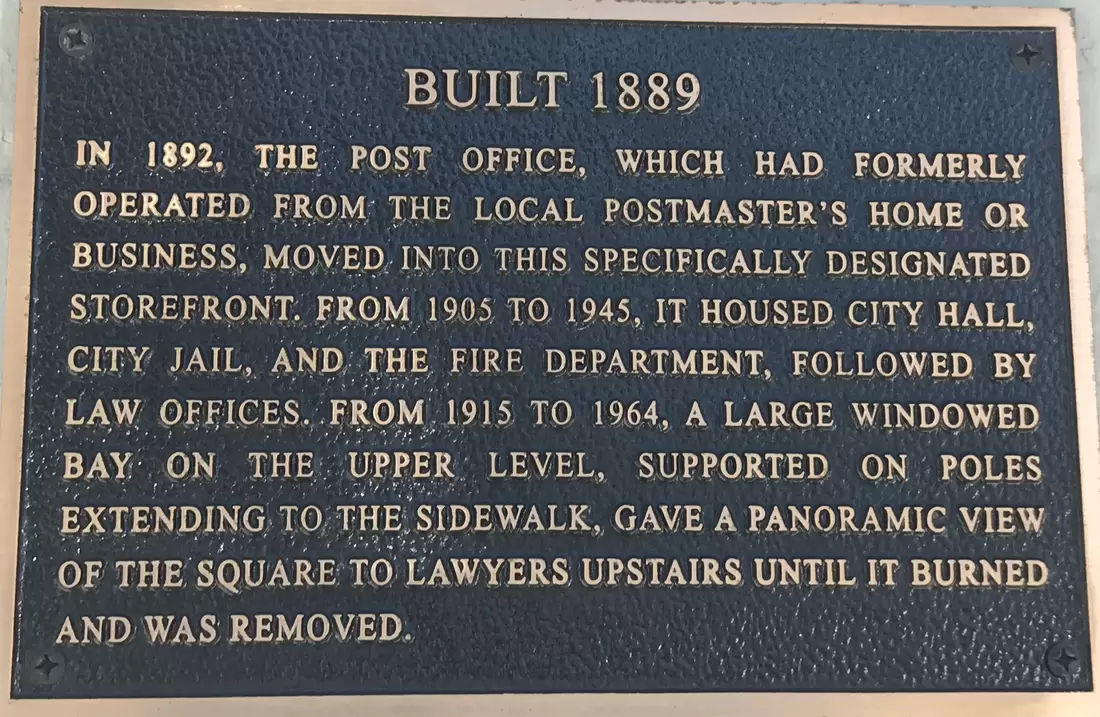 BUILT 1889
IN 1892, THE POST OFFICE, WHICH HAD FORMERLY
OPERATED FROM THE LOCAL POSTMASTER'S HOME OR
BUSINESS, MOVED INTO THIS SPECIFICALLY DESIGNATED
STOREFRONT. FROM 1905 TO 1945, IT HOUSED CITY HALL,
CITY JAIL, AND THE FIRE DEPARTMENT, FOLLOWED BY
LAW OFFICES. FROM 1915 TO 1964, A LARGE WINDOWED
BAY ON THE UPPER LEVEL, SUPPORTED ON POLES
EXTENDING TO THE SIDEWALK, GAVE A PANORAMIC VIEW
OF THE SQUARE TO LAWYERS UPSTAIRS UNTIL IT BURNED
AND WAS REMOVED.